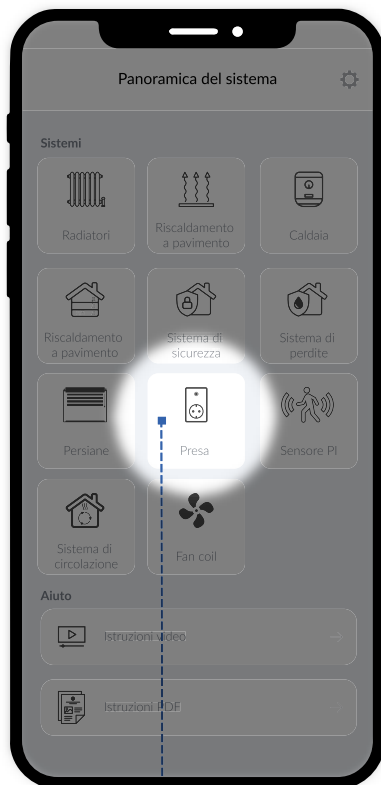 Panoramica del sistema
Sistemi
Radiatori
Riscaldamento
a pavimento
Caldaia
Riscaldamento
a pavimento
Sistema di
sicurezza
Sistema di
perdite
Persiane
Presa
Sensore PI
Sistema di
circolazione
Fan coil
Aiuto
Istruzioni video
Istruzioni PDF